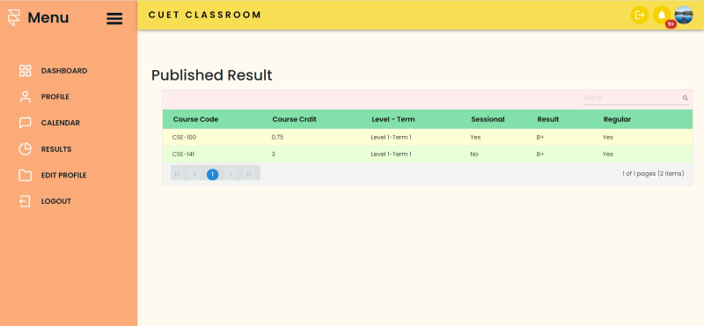 Menu
CUET CLASSROOM
9+
DASHBOARD
PROFILE
CALENDAR
RESULTS
EDIT PROFILE
LOGOUT
Published Result
Search
Course Code Course Crdit Level - Term Sessional Result Regular
CSE-100 0.75 Level 1-Term 1 Yes B+ Yes
CSE-141 3 Level 1-Term 1 No B+ Yes
1 1 of 1 pages (2 items)